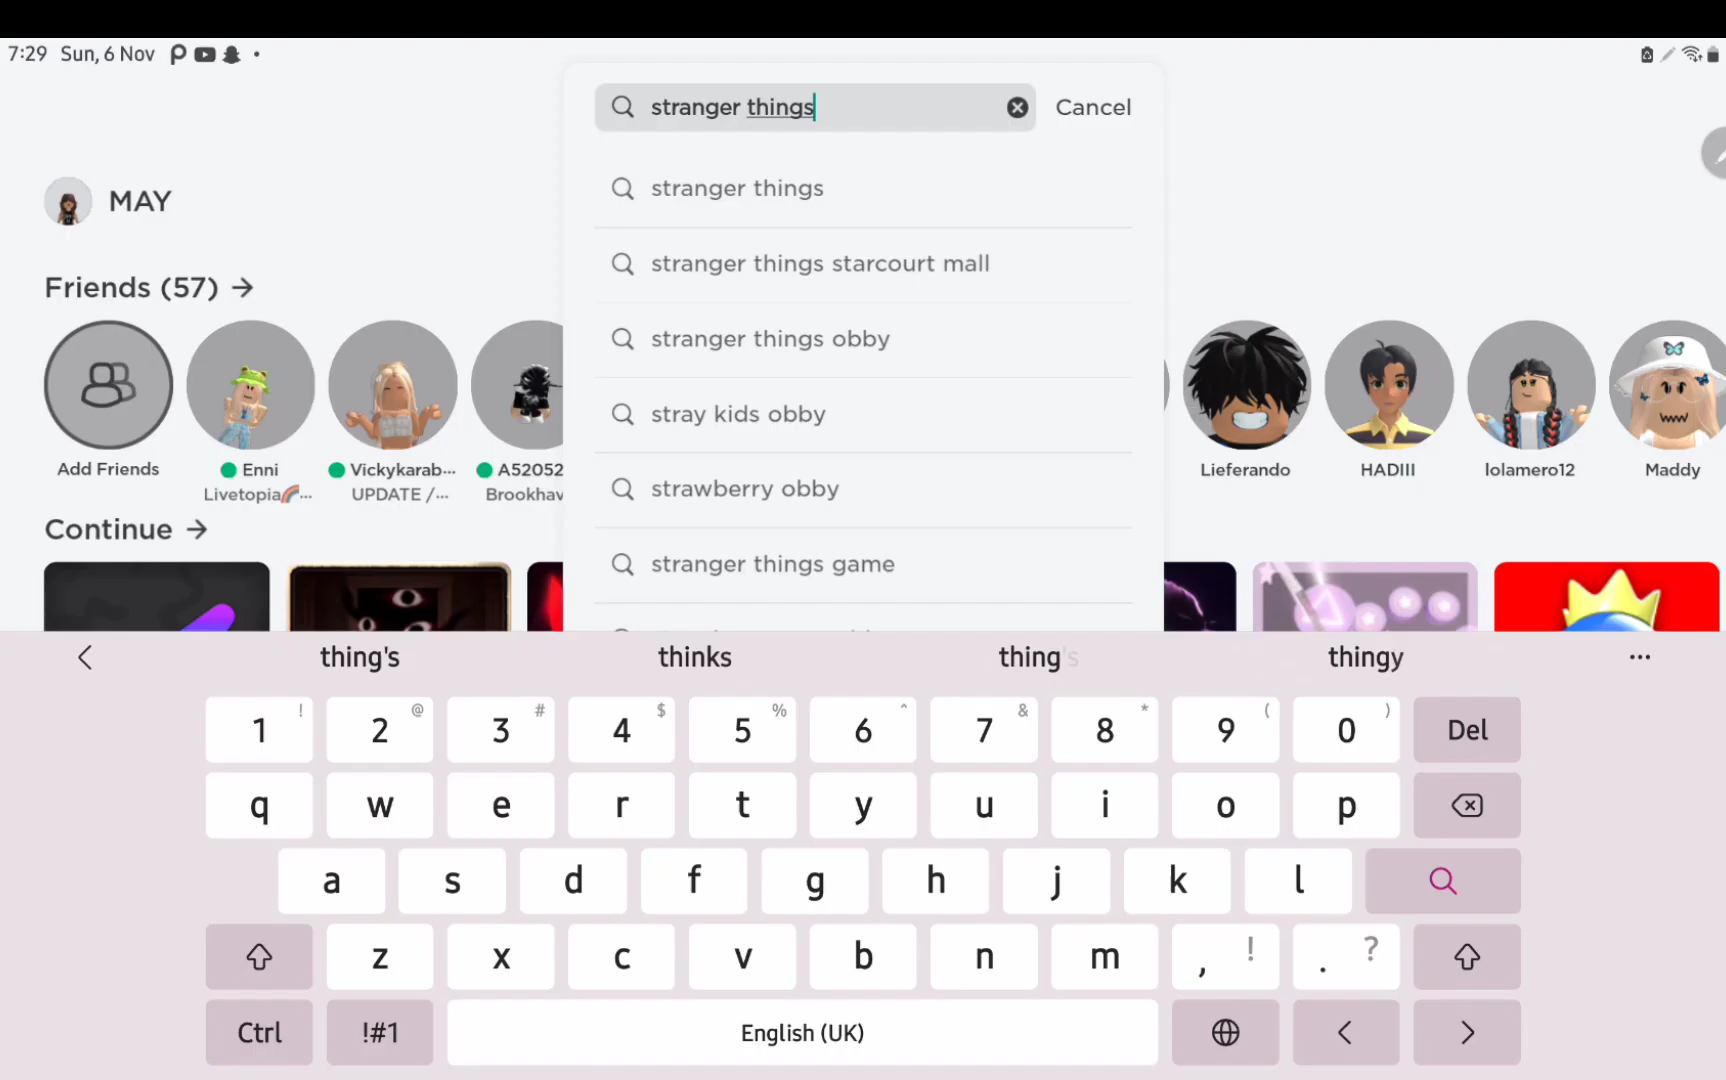 7:29 Sun, 6 Nov
stranger things
Cancel
MAY
stranger things
stranger things starcourt mall
Friends (57) →
stranger things obby
stray kids obby
Add Friends
Enni
Livetopia🌈...
Vickykarab...
UPDATE /...
A52052
Brookhav
Lieferando
HADIII
lolamero12
Maddy
strawberry obby
Continue →
stranger things game
thing's thinks thing's thingy ...
1 ! 2 @ 3 # 4 $ 5 % 6 ^ 7 & 8 * 9 ( 0 ) Del
q w e r t y u i o p
a s d f g h j k l
z x c v b n m , ! . ?
Ctrl !#1 English (UK) < >